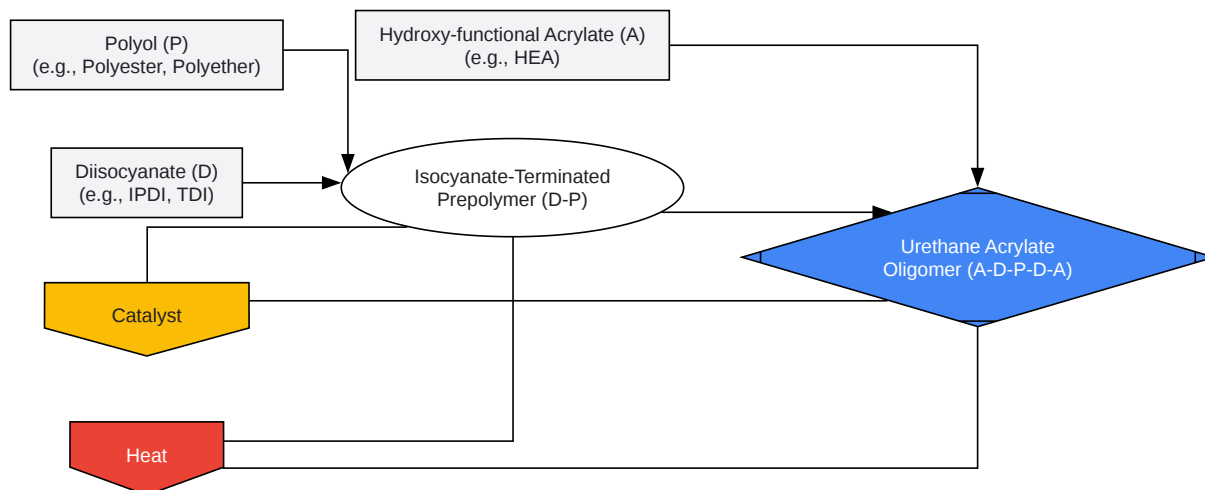 Polyol (P)
(e.g., Polyester, Polyether)
Hydroxy-functional Acrylate (A)
(e.g., HEA)
Diisocyanate (D)
(e.g., IPDI, TDI)
Isocyanate-Terminated
Prepolymer (D-P)
Urethane Acrylate
Oligomer (A-D-P-D-A)
Catalyst
Heat